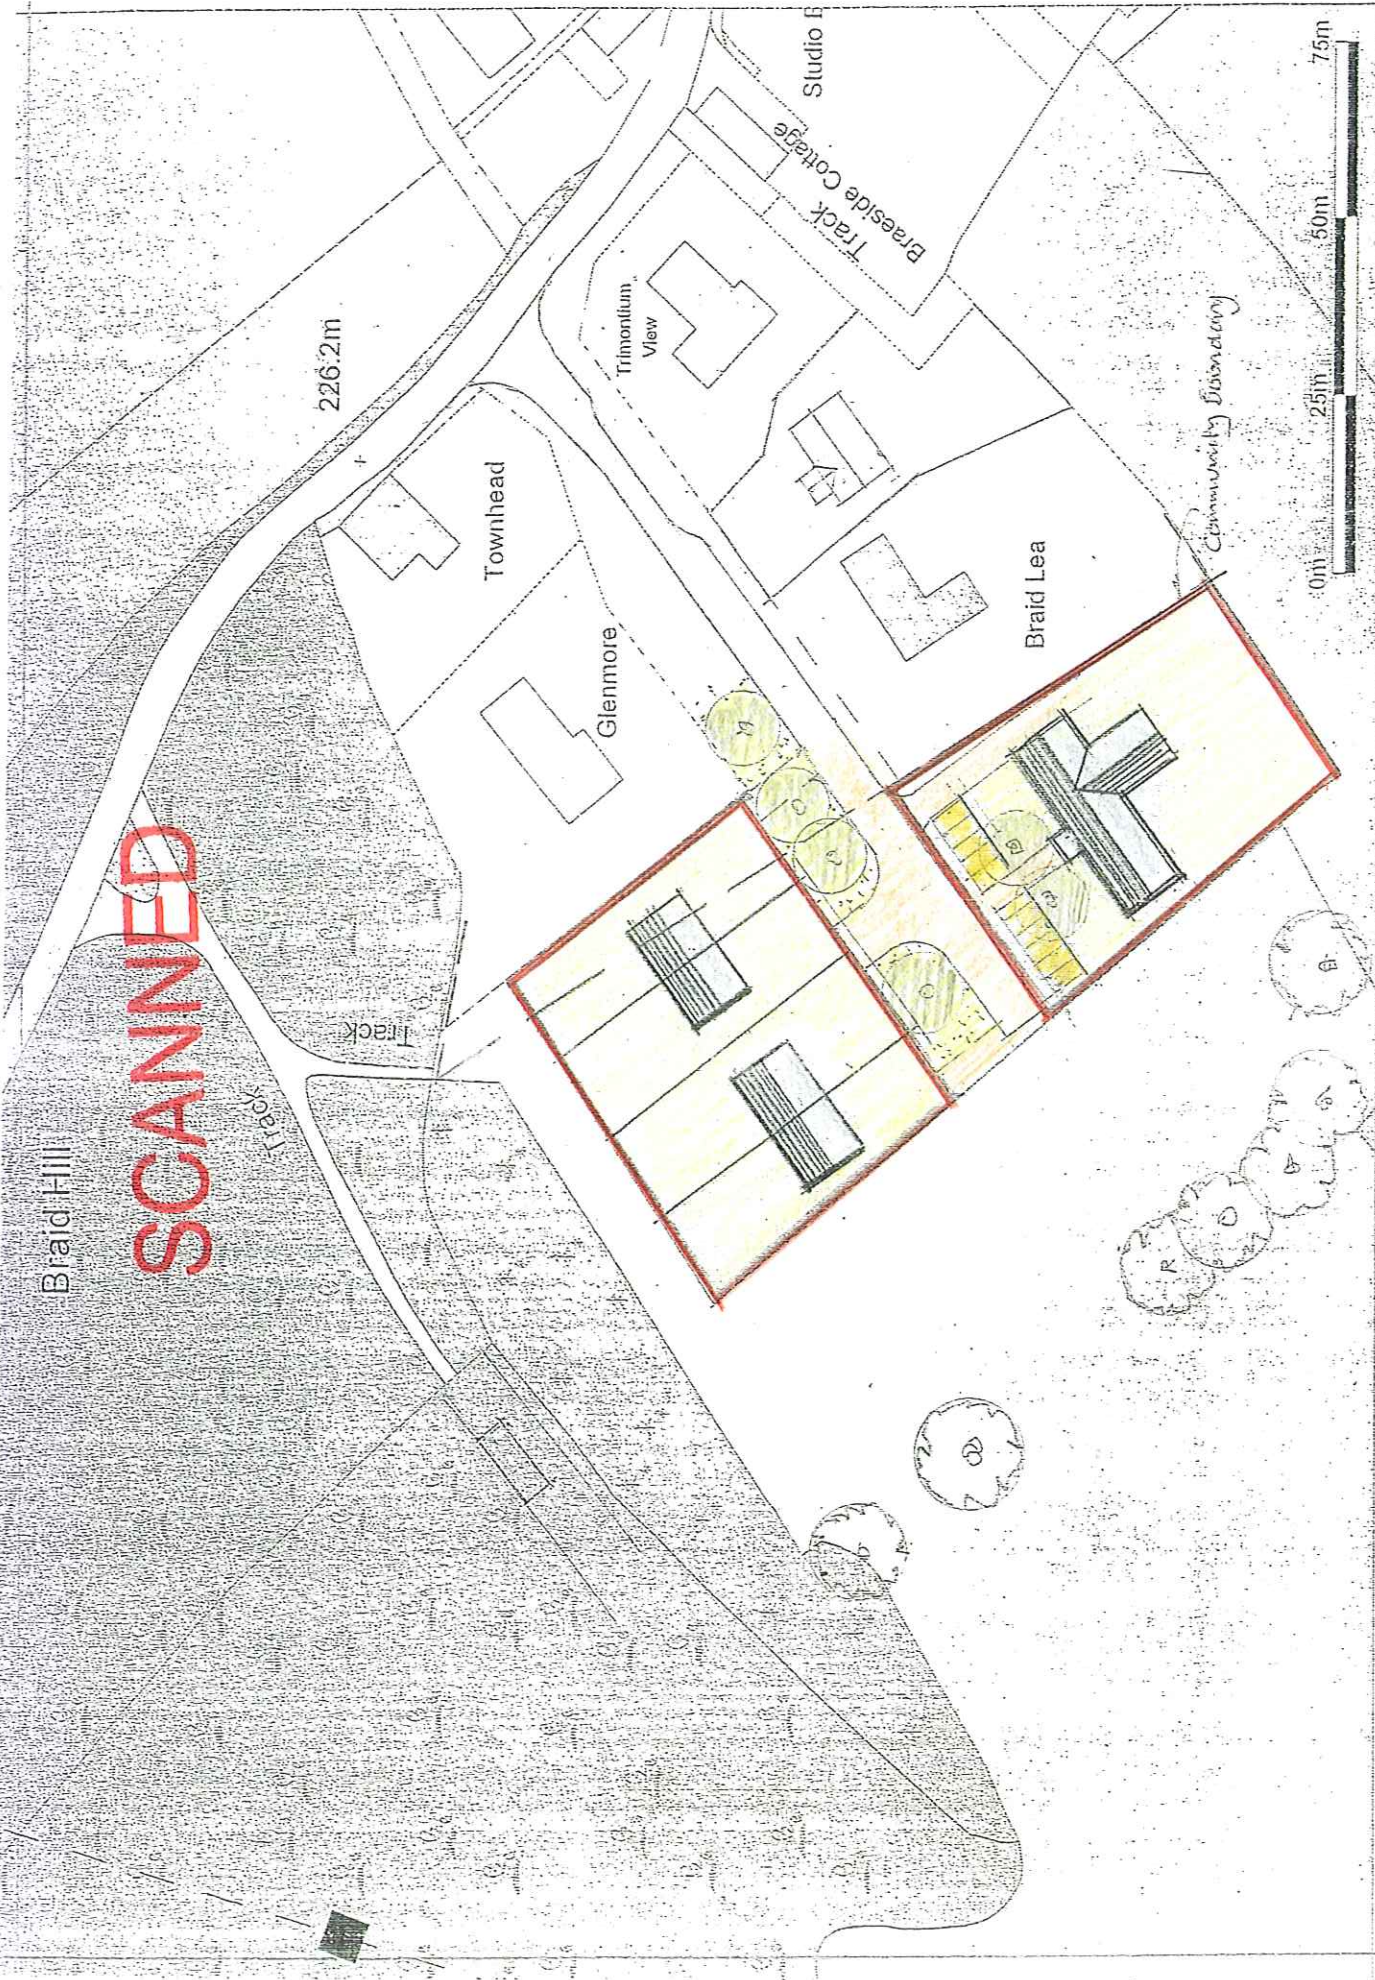 Braid Hill
SCANNED
Track
Track
226.2m
Townhead
Glenmore
Trimontium
View
Studio B
Track
Braeside Cottage
Braid Lea
Community Boundary
0m
25m
50m
75m